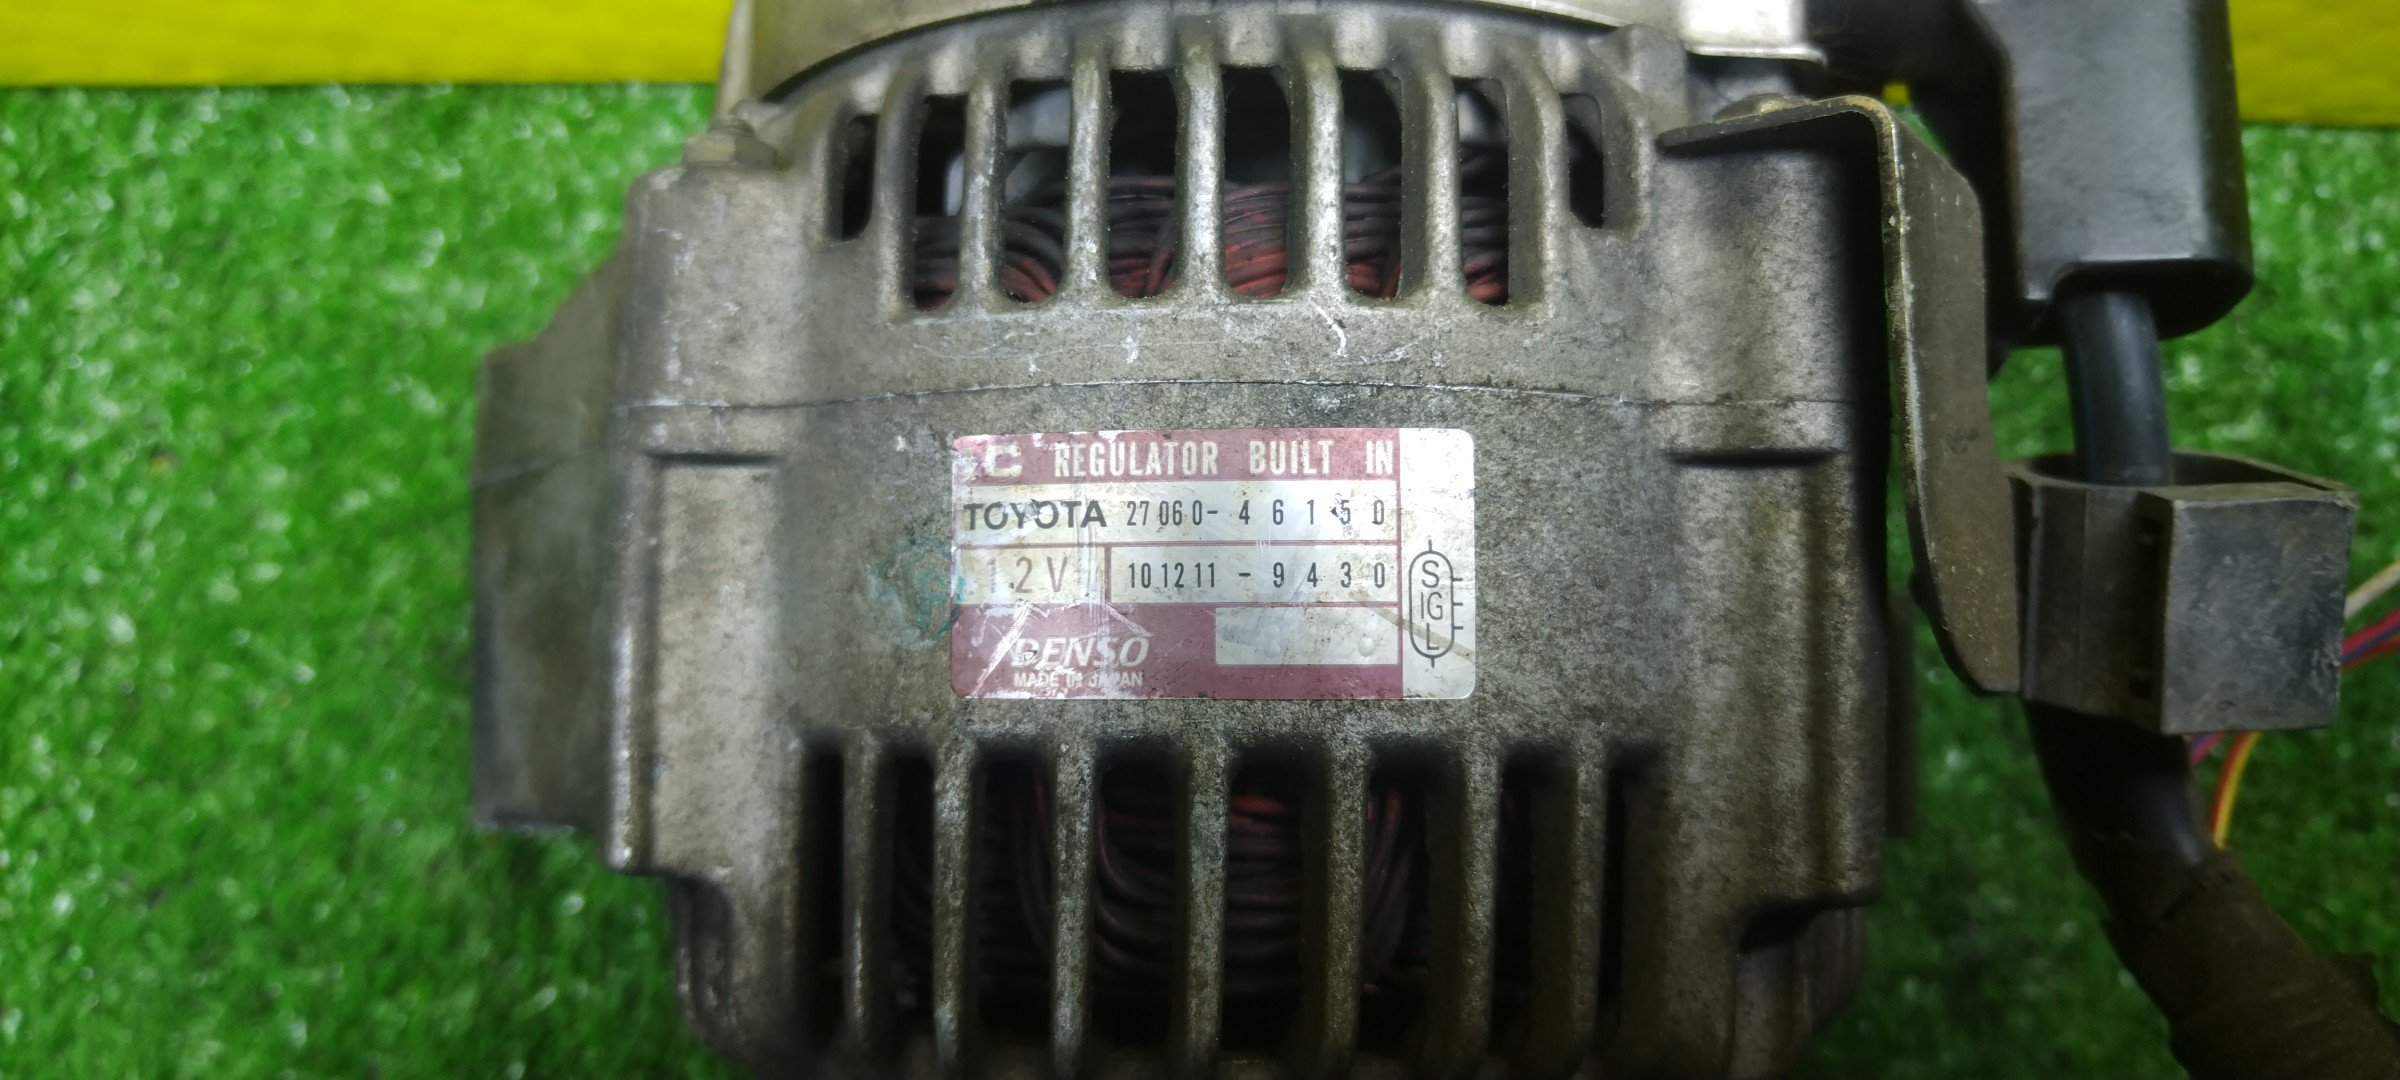 IC REGULATOR BUILT IN
TOYOTA 27060-46150
12V 101211-9430
DENSO
MADE IN JAPAN
S
IG
L